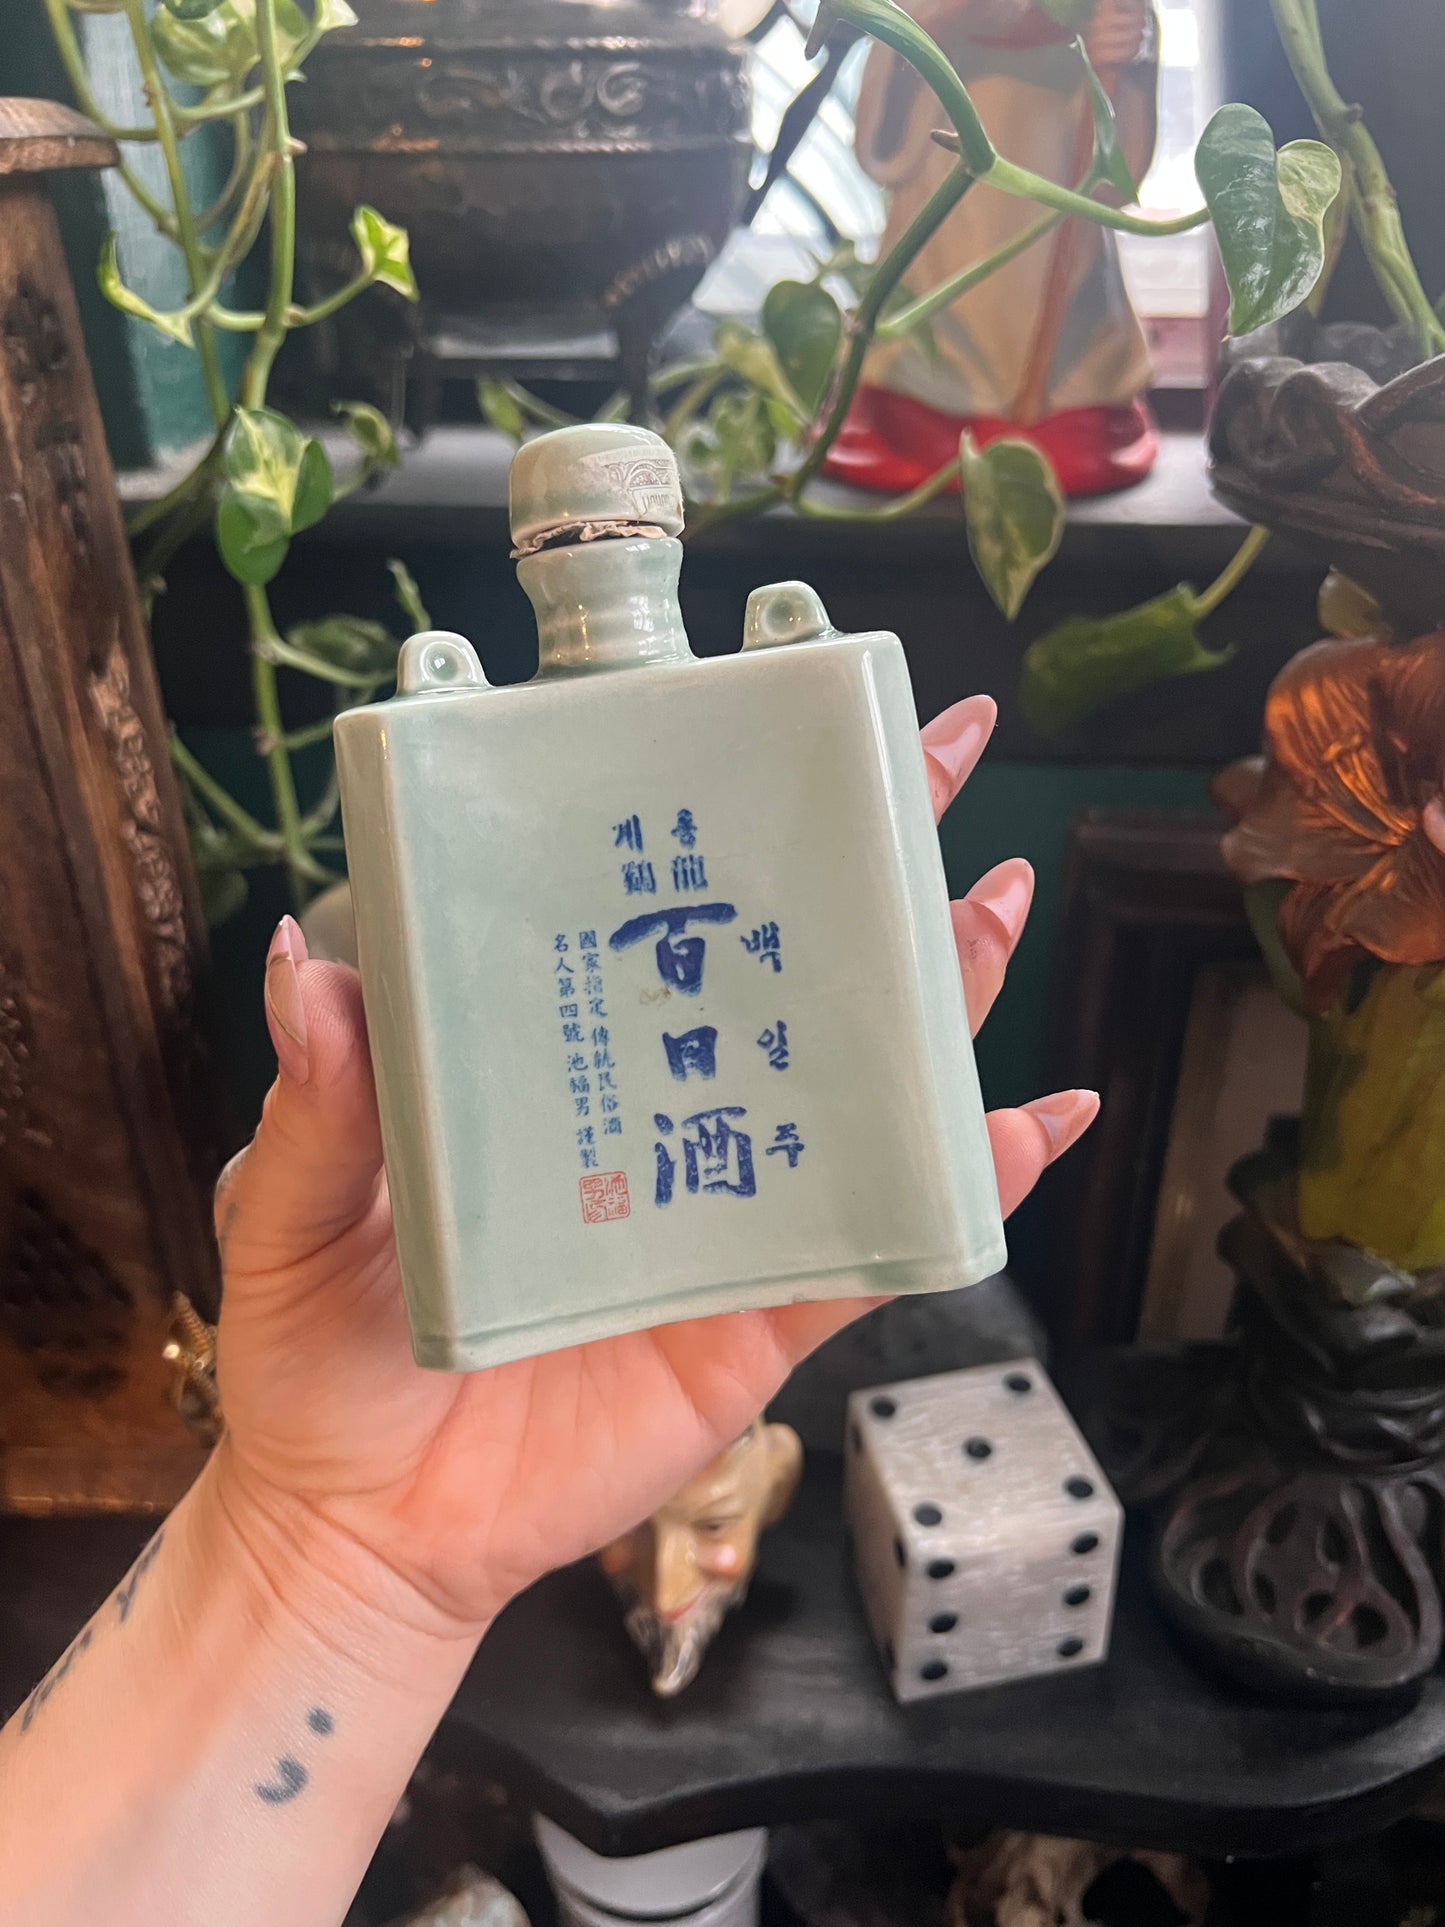 계룡
鷄龍
백일주
百日酒
國家指定 傳統民俗酒
名人第四號 池福男 謹製